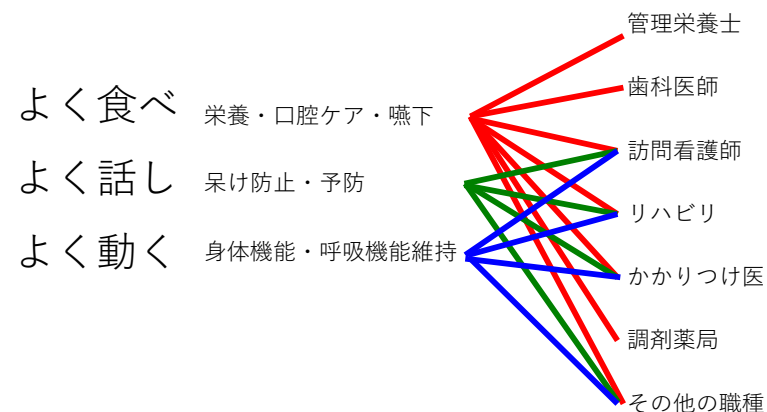 よく食べ 栄養・口腔ケア・嚥下
よく話し 呆け防止・予防
よく動く 身体機能・呼吸機能維持
管理栄養士
歯科医師
訪問看護師
リハビリ
かかりつけ医
調剤薬局
その他の職種